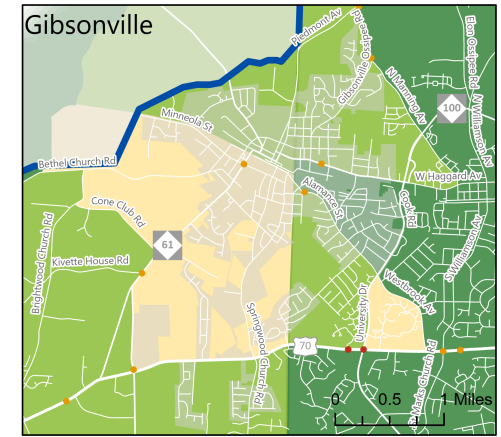 Gibsonville
Piedmont Av
Gibsonville Ossipee Rd
N Manning Av
Elon Ossipee Rd
N Williamson Av
100
Minneola St
Bethel Church Rd
W Haggard Av
Alamance St
Cook Rd
Cone Club Rd
61
Brightwood Church Rd
Kivette House Rd
S Williamson Av
Westbrook Av
University Dr
Springwood Church Rd
70
St Marks Church Rd
0 0.5 1 Miles